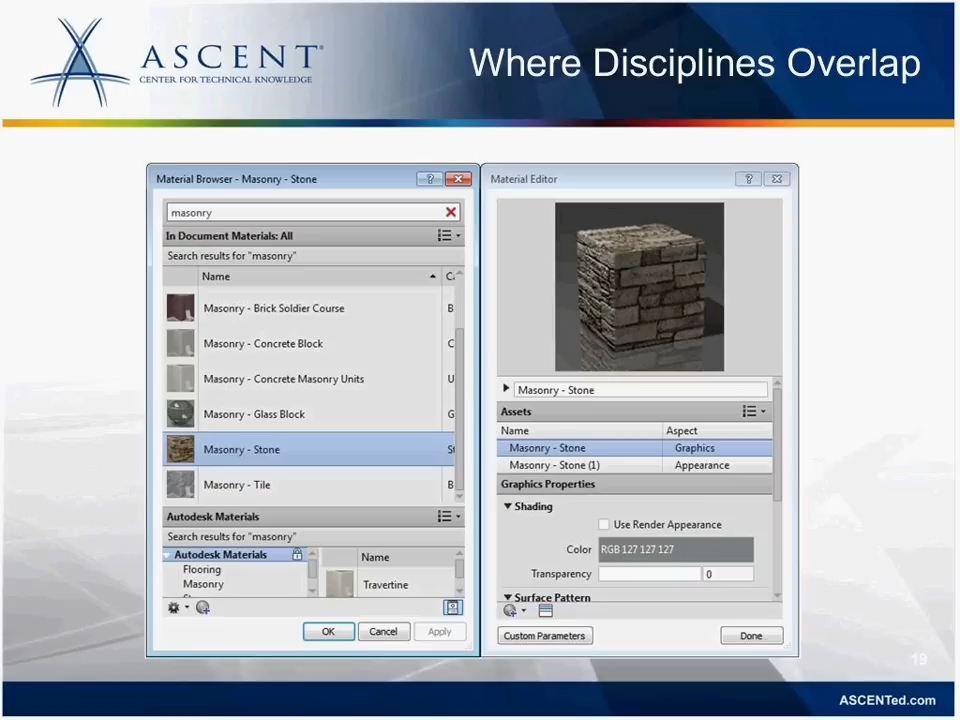 ASCENT
CENTER FOR TECHNICAL KNOWLEDGE
Where Disciplines Overlap
Material Browser - Masonry - Stone
masonry
In Document Materials: All
Search results for "masonry"
Name
Masonry - Brick Soldier Course
B
Masonry - Concrete Block
C
Masonry - Concrete Masonry Units
U
Masonry - Glass Block
G
Masonry - Stone
St
Masonry - Tile
B
Autodesk Materials
Search results for "masonry"
Autodesk Materials
Flooring
Masonry
Name
Travertine
OK
Cancel
Apply
Material Editor
Masonry - Stone
Assets
Name
Aspect
Masonry - Stone
Graphics
Masonry - Stone (1)
Appearance
Graphics Properties
Shading
Use Render Appearance
Color
RGB 127 127 127
Transparency
0
Surface Pattern
Custom Parameters
Done
19
ASCENTed.com